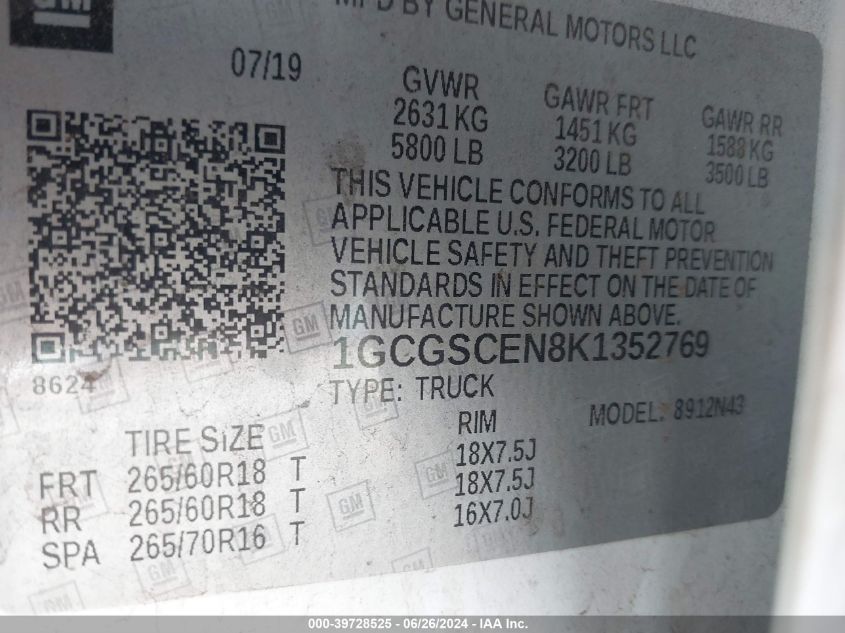 GM
MFD BY GENERAL MOTORS LLC
07/19
GVWR GAWR FRT GAWR RR
2631 KG 1451 KG 1588 KG
5800 LB 3200 LB 3500 LB
THIS VEHICLE CONFORMS TO ALL
APPLICABLE U.S. FEDERAL MOTOR
VEHICLE SAFETY AND THEFT PREVENTION
STANDARDS IN EFFECT ON THE DATE OF
MANUFACTURE SHOWN ABOVE.
1GCGSCEN8K1352769
8624
TYPE: TRUCK MODEL: 8912N43
TIRE SIZE RIM
FRT 265/60R18 T 18X7.5J
RR 265/60R18 T 18X7.5J
SPA 265/70R16 T 16X7.0J
000-39728525 - 06/26/2024 - IAA Inc.